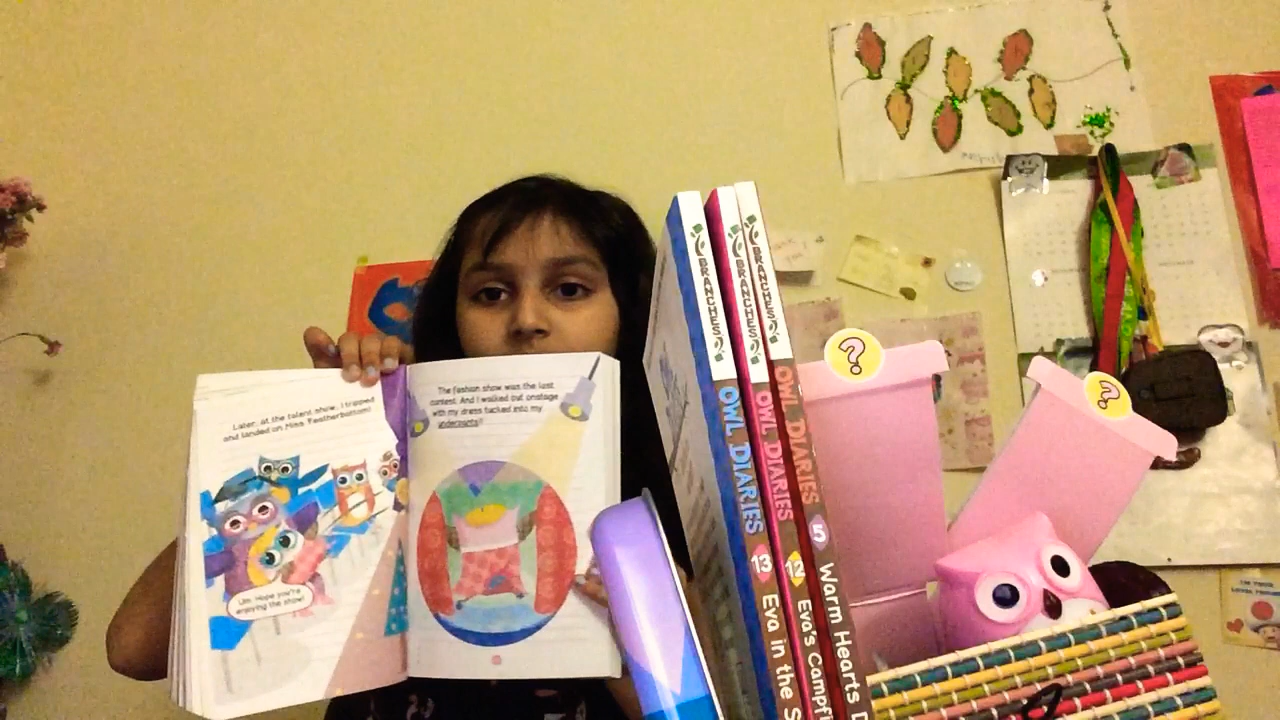 Later, at the talent show, I tripped
and landed on Miss Featherbottom!
Um. Hope you're
enjoying the show!
The fashion show was the last
contest. And I walked out onstage
with my dress tucked into my
underpants!!
BRANCHES
OWL DIARIES
13
Eva in the S
BRANCHES
OWL DIARIES
12
Eva's Campfi
BRANCHES
OWL DIARIES
5
Warm Hearts D
?
?